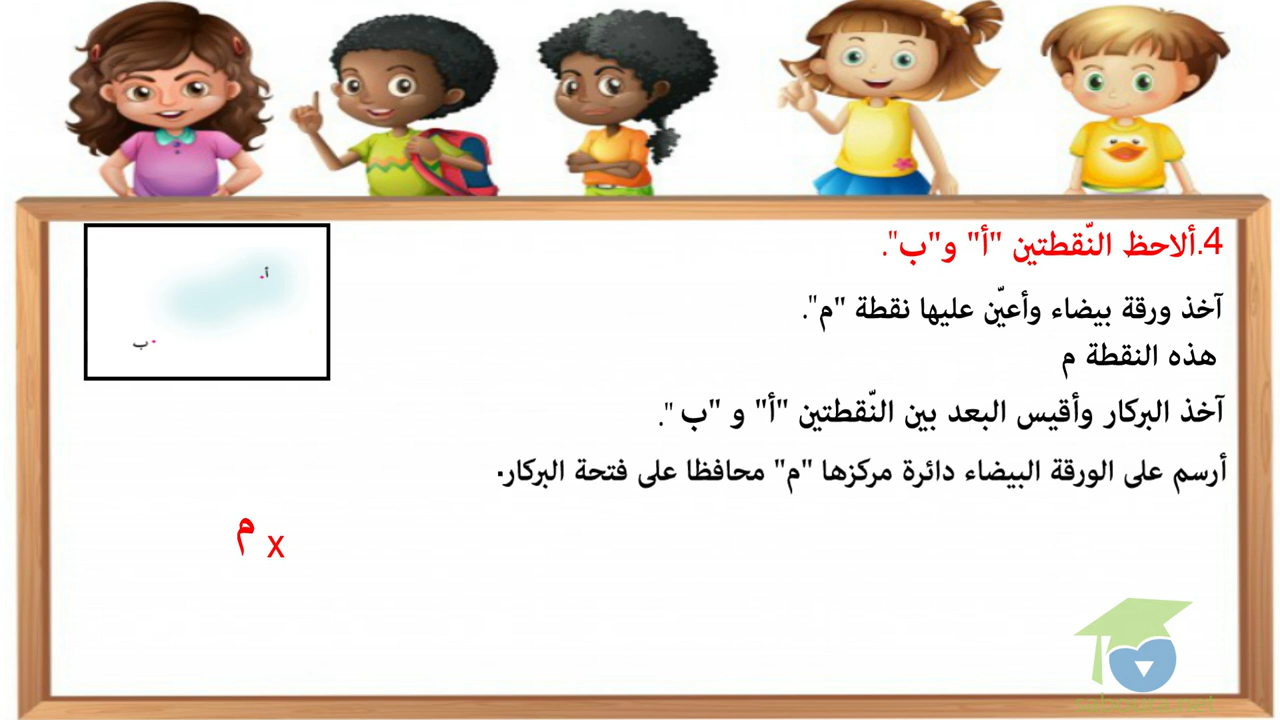 4.ألاحظ النّقطتين "أ" و"ب".
آخذ ورقة بيضاء وأعيّن عليها نقطة "م".
هذه النقطة م
آخذ البركار وأقيس البعد بين النّقطتين "أ" و "ب ".
أرسم على الورقة البيضاء دائرة مركزها "م" محافظا على فتحة البركار.
أ
ب
x م